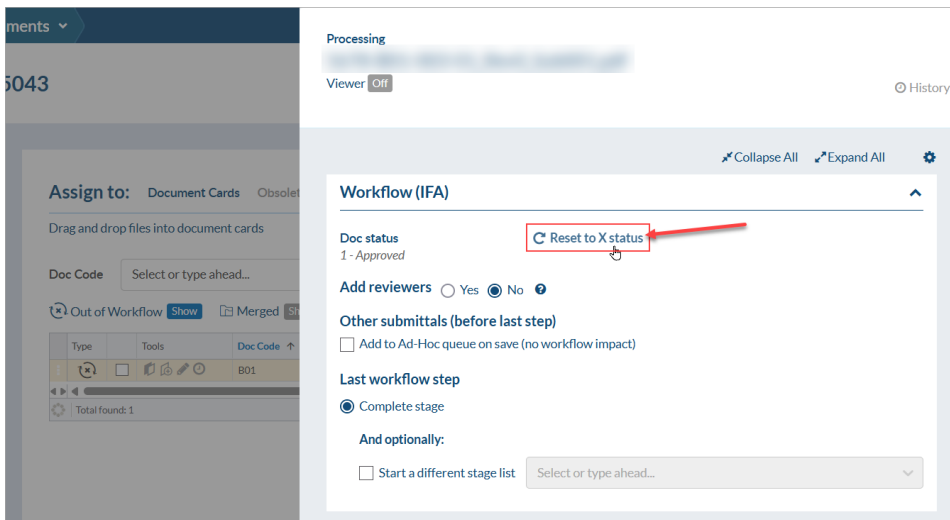 ments
5043
Assign to: Document Cards Obsolet
Drag and drop files into document cards
Doc Code Select or type ahead...
Out of Workflow Show Merged Sh
Type Tools Doc Code ↑
B01
Total found: 1
Processing
Viewer Off
History
Collapse All Expand All
Workflow (IFA)
Doc status Reset to X status
1 - Approved
Add reviewers Yes No ?
Other submittals (before last step)
Add to Ad-Hoc queue on save (no workflow impact)
Last workflow step
Complete stage
And optionally:
Start a different stage list Select or type ahead...